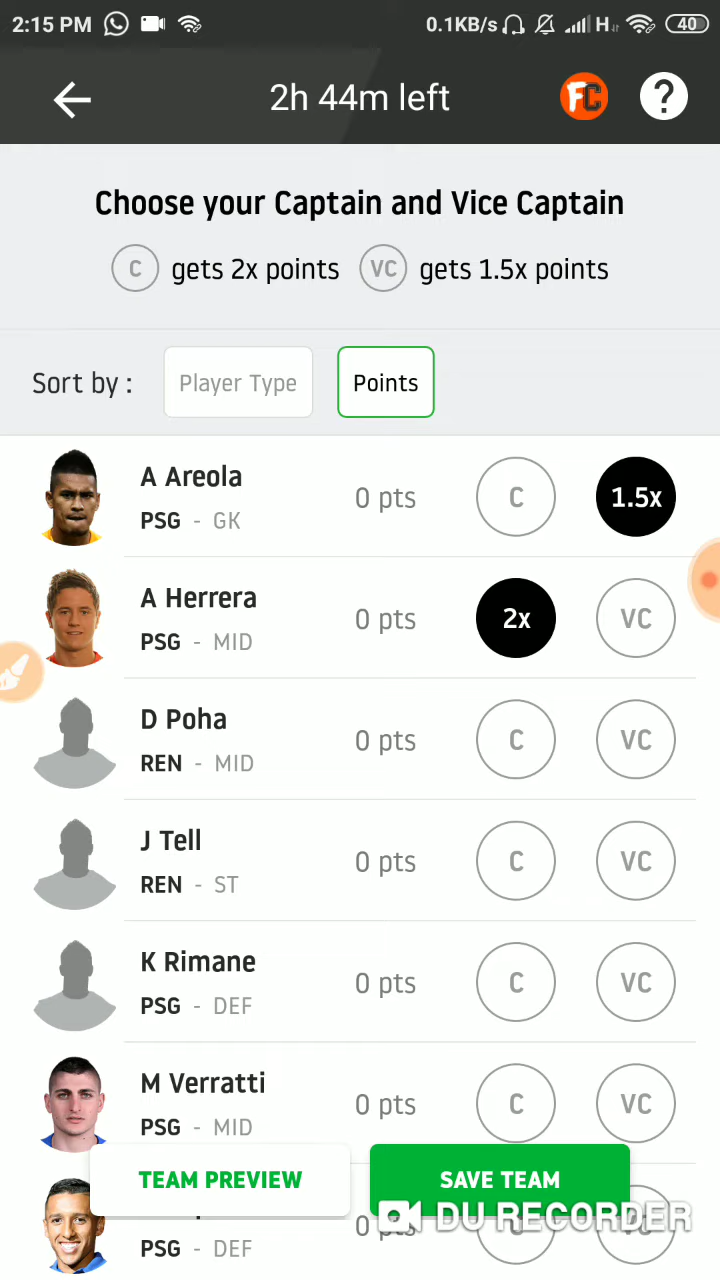 2:15 PM 0.1KB/s H 40
2h 44m left FC ?
Choose your Captain and Vice Captain
C gets 2x points VC gets 1.5x points
Sort by : Player Type Points
A Areola
PSG - GK 0 pts C 1.5x
A Herrera
PSG - MID 0 pts 2x VC
D Poha
REN - MID 0 pts C VC
J Tell
REN - ST 0 pts C VC
K Rimane
PSG - DEF 0 pts C VC
M Verratti
PSG - MID 0 pts C VC
TEAM PREVIEW SAVE TEAM
DU RECORDER
PSG - DEF